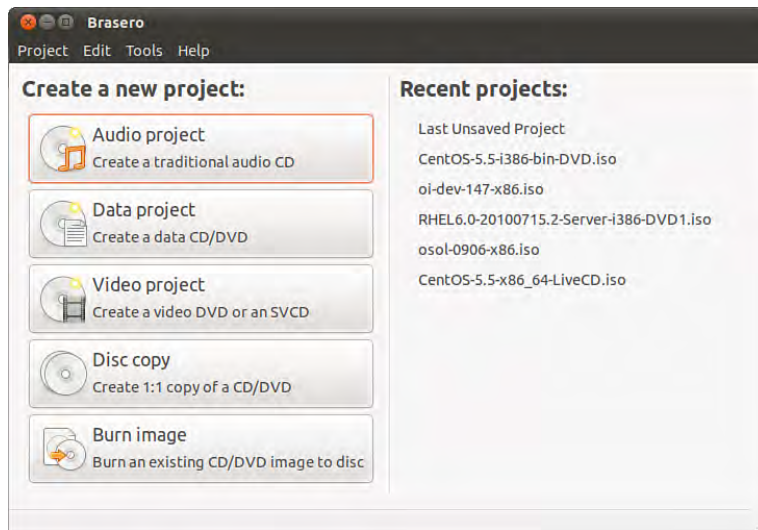 Brasero
Project Edit Tools Help
Create a new project:
Audio project
Create a traditional audio CD
Data project
Create a data CD/DVD
Video project
Create a video DVD or an SVCD
Disc copy
Create 1:1 copy of a CD/DVD
Burn image
Burn an existing CD/DVD image to disc
Recent projects:
Last Unsaved Project
CentOS-5.5-i386-bin-DVD.iso
oi-dev-147-x86.iso
RHEL6.0-20100715.2-Server-i386-DVD1.iso
osol-0906-x86.iso
CentOS-5.5-x86_64-LiveCD.iso